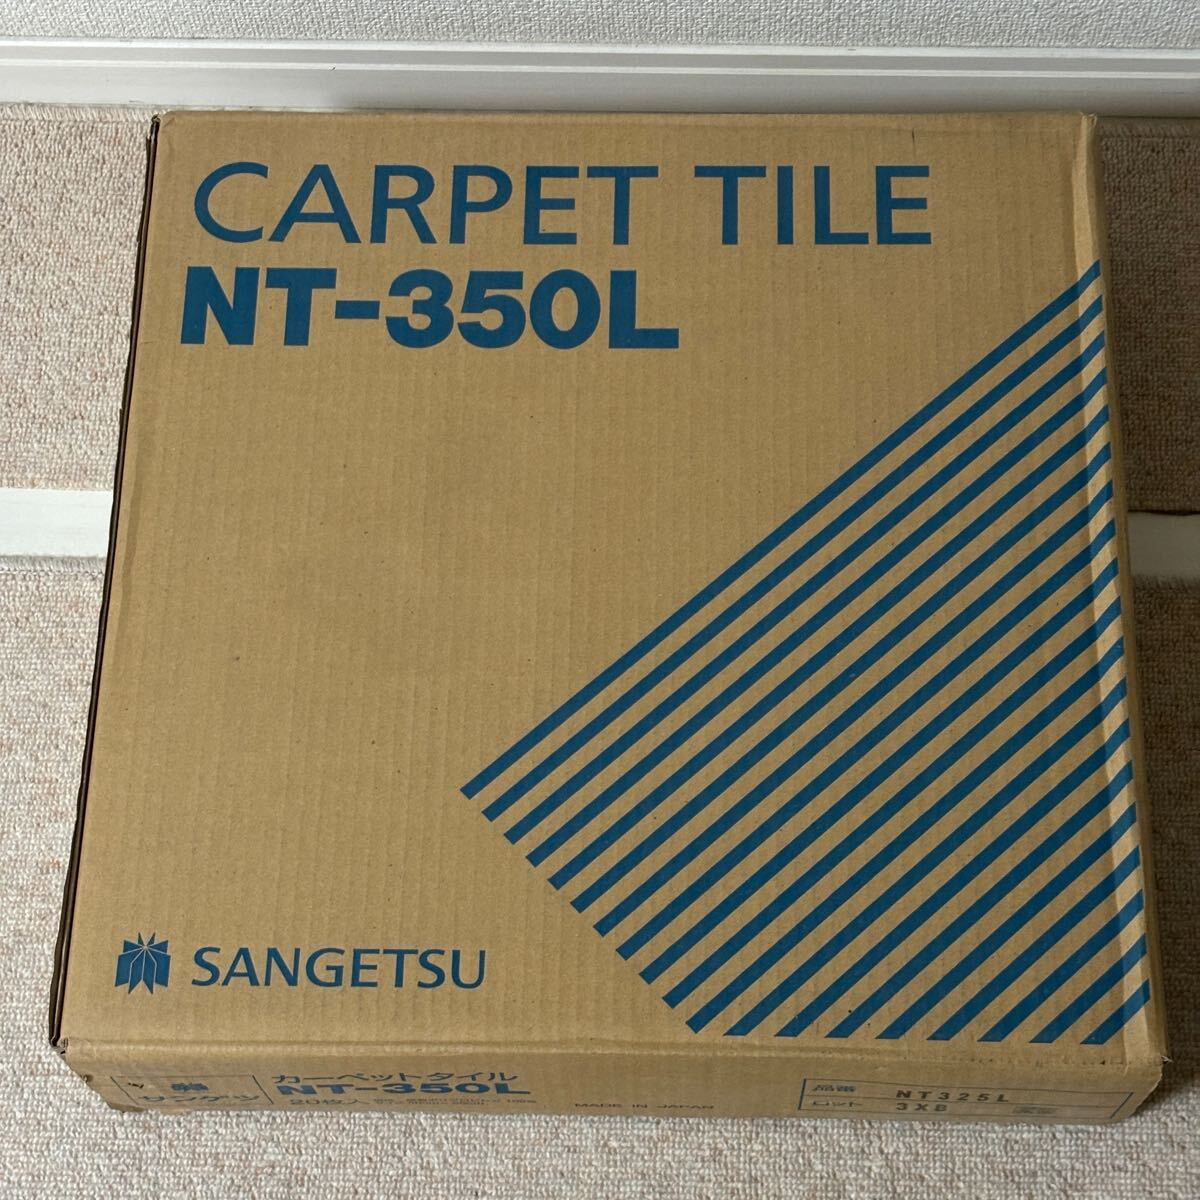 CARPET TILE
NT-350L
SANGETSU
サンゲツ
カーペットタイル
NT-350L
20枚入
100%
MADE IN JAPAN
品番 NT325L
ロット 3XB